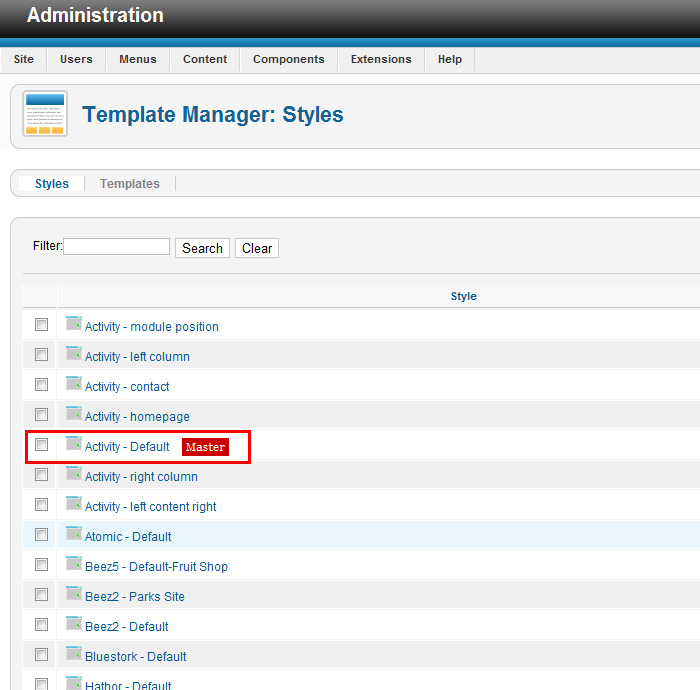 Administration
Site Users Menus Content Components Extensions Help
Template Manager: Styles
Styles Templates
Filter: Search Clear
Style
Activity - module position
Activity - left column
Activity - contact
Activity - homepage
Activity - Default Master
Activity - right column
Activity - left content right
Atomic - Default
Beez5 - Default-Fruit Shop
Beez2 - Parks Site
Beez2 - Default
Bluestork - Default
Hathor - Default